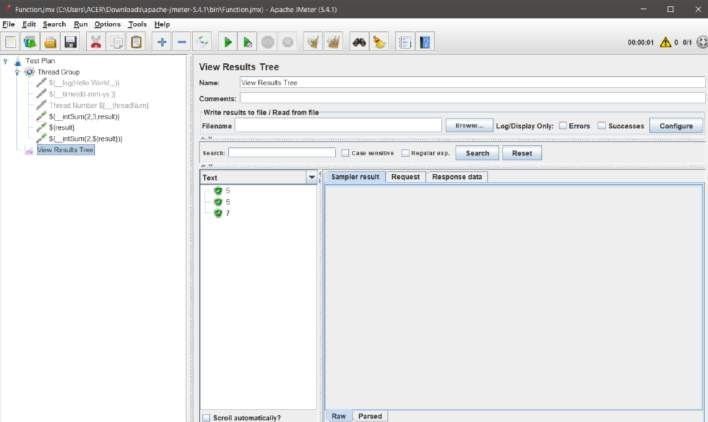 Function.jmx (C:\Users\ACER\Downloads\apache-jmeter-5.4.1\bin\Function.jmx) - Apache JMeter (5.4.1)
File Edit Search Run Options Tools Help
00:00:01 0 0/1
Test Plan
Thread Group
${__log(Hello World,,,)}
${__time(dd-mm-yy,)}
Thread Number ${__threadNum}
${__intSum(2,3,result)}
${result}
${__intSum(2,${result})}
View Results Tree
View Results Tree
Name: View Results Tree
Comments:
Write results to file / Read from file
Filename Browse... Log/Display Only: Errors Successes Configure
Search: Case sensitive Regular exp. Search Reset
Text
5
5
7
Scroll automatically?
Sampler result Request Response data
Raw Parsed